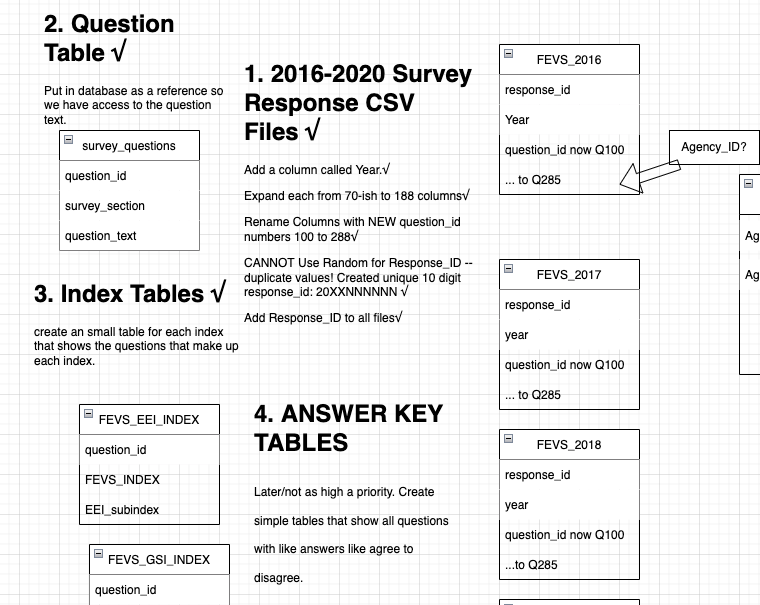 2. Question
Table √
Put in database as a reference so
we have access to the question
text.
survey_questions
question_id
survey_section
question_text
3. Index Tables √
create an small table for each index
that shows the questions that make up
each index.
FEVS_EEI_INDEX
question_id
FEVS_INDEX
EEI_subindex
FEVS_GSI_INDEX
question_id
1. 2016-2020 Survey
Response CSV
Files √
Add a column called Year.√
Expand each from 70-ish to 188 columns√
Rename Columns with NEW question_id
numbers 100 to 288√
CANNOT Use Random for Response_ID --
duplicate values! Created unique 10 digit
response_id: 20XXNNNNNN √
Add Response_ID to all files√
4. ANSWER KEY
TABLES
Later/not as high a priority. Create
simple tables that show all questions
with like answers like agree to
disagree.
FEVS_2016
response_id
Year
question_id now Q100
... to Q285
Agency_ID?
FEVS_2017
response_id
year
question_id now Q100
... to Q285
FEVS_2018
response_id
year
question_id now Q100
...to Q285
Ag
Ag